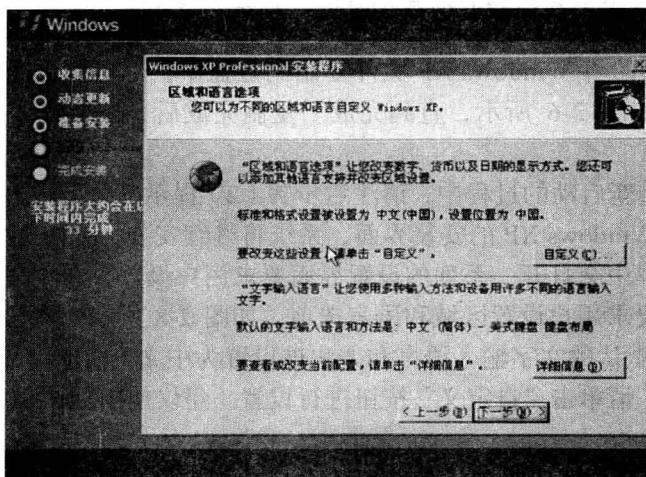 Windows
收集信息
动态更新
准备安装
完成安装
安装程序大约会在以
下时间内完成
33 分钟
Windows XP Professional 安装程序
区域和语言选项
您可以为不同的区域和语言自定义 Windows XP。
“区域和语言选项”让您改变数字、货币以及日期的显示方式。您还可
以添加其他语言支持并改变区域设置。
标准和格式设置被设置为 中文(中国)，设置位置为 中国。
要改变这些设置，请单击“自定义”。
自定义(C)...
“文字输入语言”让您使用多种输入方法和设备用许多不同的语言输入
文字。
默认的文字输入语言和方法是: 中文 (简体) - 美式键盘 键盘布局
要查看或改变当前配置，请单击“详细信息”。
详细信息(D)
< 上一步(B)
下一步(N) >